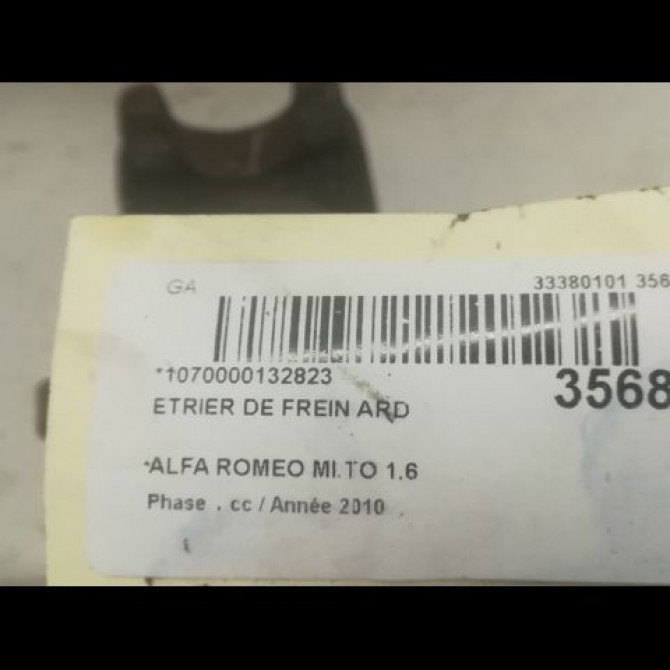 GA
33380101 356
*1070000132823
3568
ETRIER DE FREIN ARD
*ALFA ROMEO MI.TO 1.6
Phase . cc / Année 2010